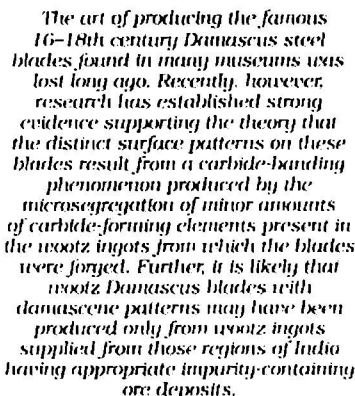 The art of producing the famous
16–18th century Damascus steel
blades found in many museums was
lost long ago. Recently, however,
research has established strong
evidence supporting the theory that
the distinct surface patterns on these
blades result from a carbide-banding
phenomenon produced by the
microsegregation of minor amounts
of carbide-forming elements present in
the wootz ingots from which the blades
were forged. Further, it is likely that
wootz Damascus blades with
damascene patterns may have been
produced only from wootz ingots
supplied from those regions of India
having appropriate impurity-containing
ore deposits.